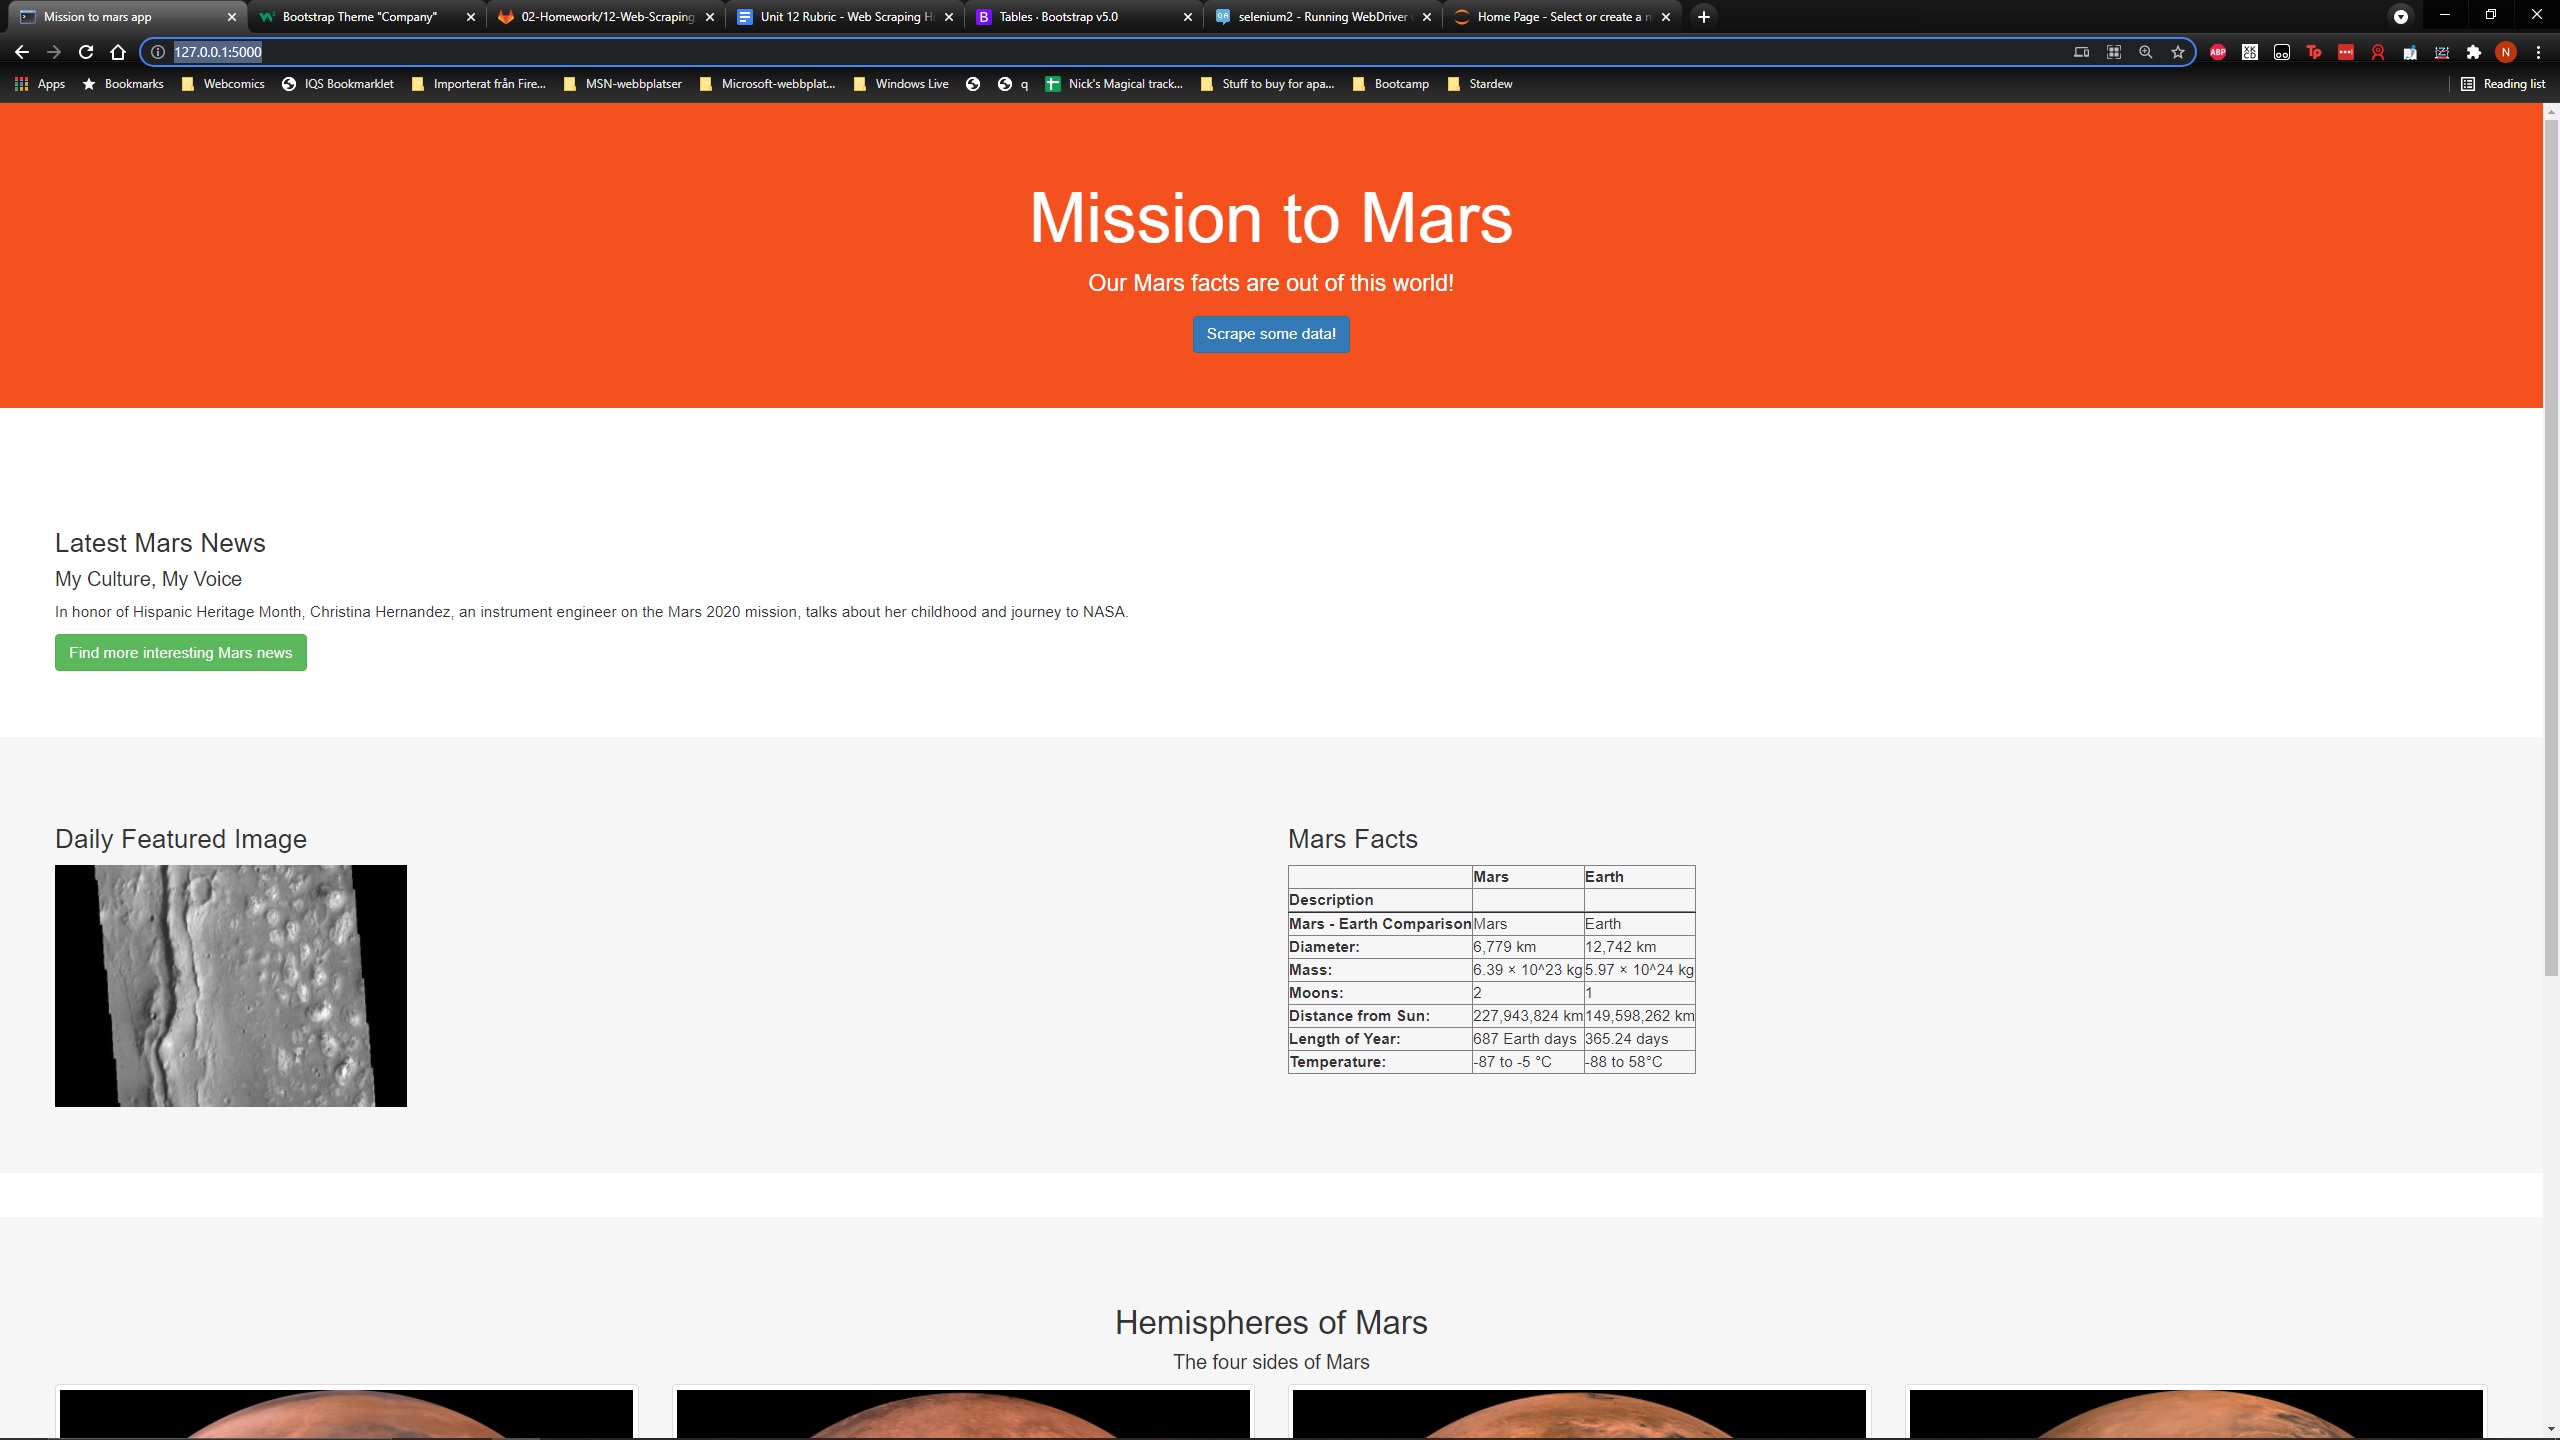 Mission to mars app
Bootstrap Theme "Company"
02-Homework/12-Web-Scraping
Unit 12 Rubric - Web Scraping H
Tables · Bootstrap v5.0
selenium2 - Running WebDriver
Home Page - Select or create a n
127.0.0.1:5000
ABP
Tp
N
Apps
Bookmarks
Webcomics
IQS Bookmarklet
Importerat från Fire...
MSN-webbplatser
Microsoft-webbplat...
Windows Live
q
Nick's Magical track...
Stuff to buy for apa...
Bootcamp
Stardew
Reading list
Mission to Mars
Our Mars facts are out of this world!
Scrape some data!
Latest Mars News
My Culture, My Voice
In honor of Hispanic Heritage Month, Christina Hernandez, an instrument engineer on the Mars 2020 mission, talks about her childhood and journey to NASA.
Find more interesting Mars news
Daily Featured Image
Mars Facts
Mars Earth
Description
Mars - Earth Comparison Mars Earth
Diameter: 6,779 km 12,742 km
Mass: 6.39 × 10^23 kg 5.97 × 10^24 kg
Moons: 2 1
Distance from Sun: 227,943,824 km 149,598,262 km
Length of Year: 687 Earth days 365.24 days
Temperature: -87 to -5 °C -88 to 58°C
Hemispheres of Mars
The four sides of Mars